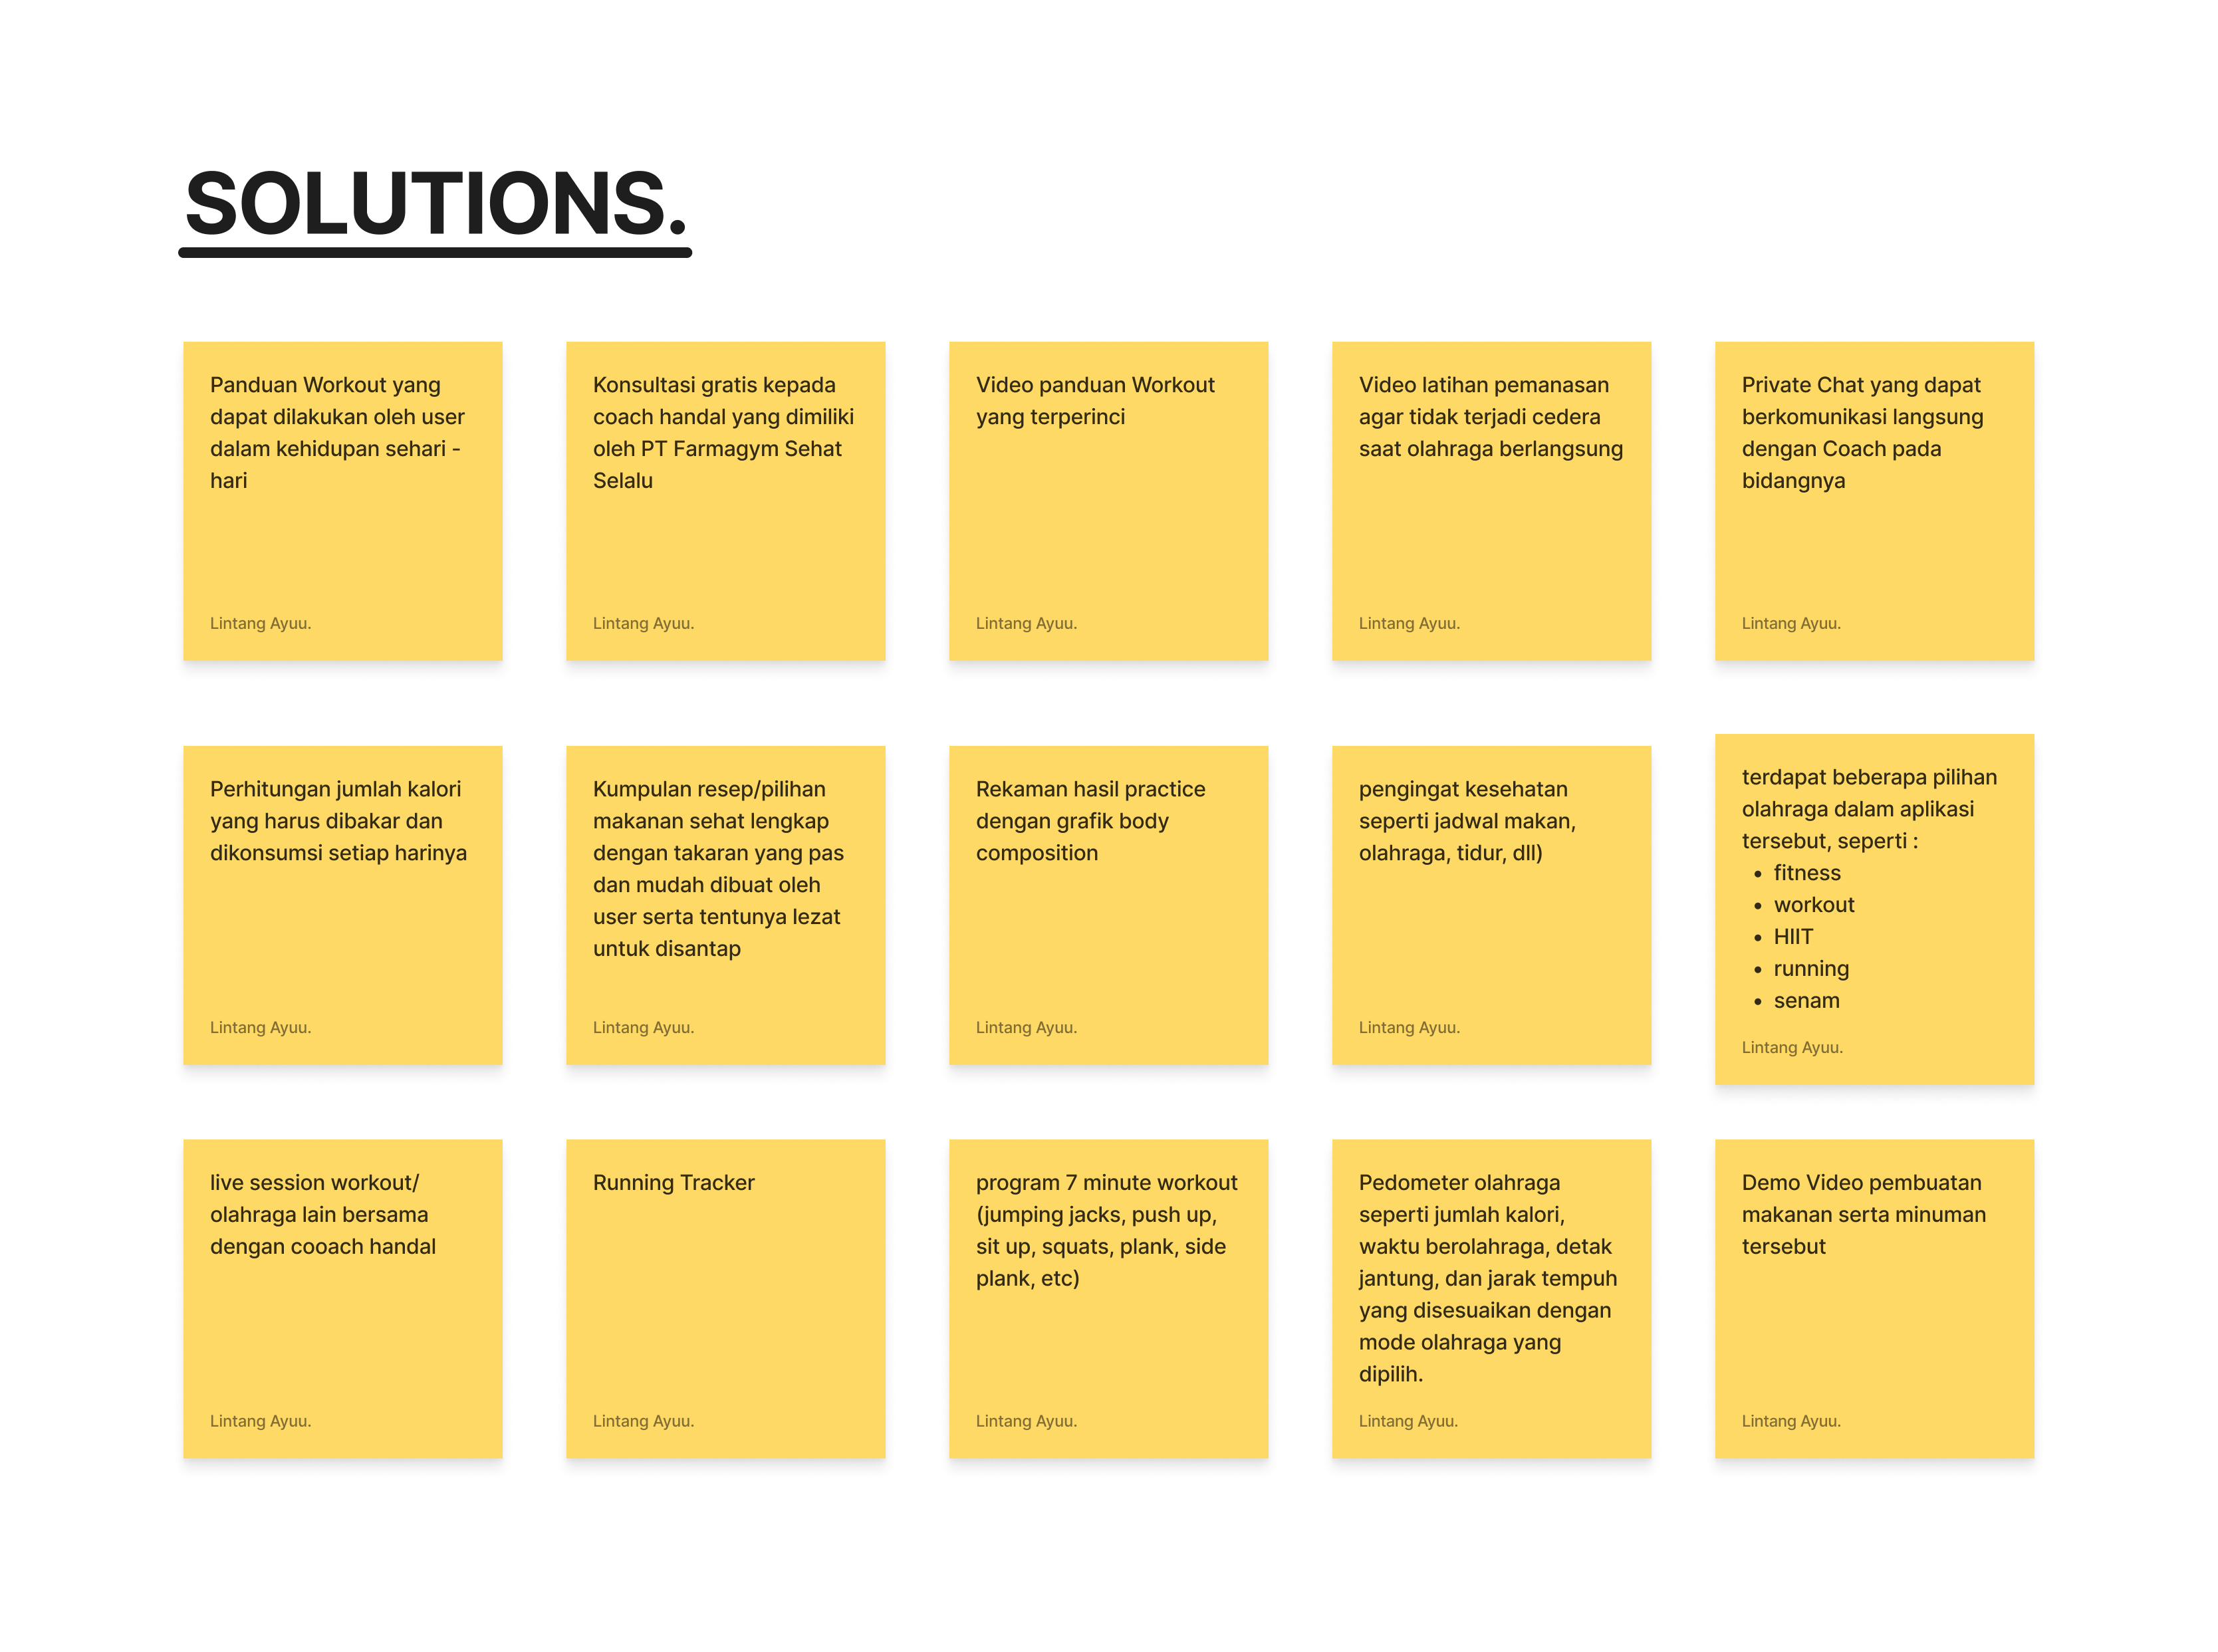 SOLUTIONS.
Panduan Workout yang
dapat dilakukan oleh user
dalam kehidupan sehari -
hari
Lintang Ayuu.
Konsultasi gratis kepada
coach handal yang dimiliki
oleh PT Farmagym Sehat
Selalu
Lintang Ayuu.
Video panduan Workout
yang terperinci
Lintang Ayuu.
Video latihan pemanasan
agar tidak terjadi cedera
saat olahraga berlangsung
Lintang Ayuu.
Private Chat yang dapat
berkomunikasi langsung
dengan Coach pada
bidangnya
Lintang Ayuu.
Perhitungan jumlah kalori
yang harus dibakar dan
dikonsumsi setiap harinya
Lintang Ayuu.
Kumpulan resep/pilihan
makanan sehat lengkap
dengan takaran yang pas
dan mudah dibuat oleh
user serta tentunya lezat
untuk disantap
Lintang Ayuu.
Rekaman hasil practice
dengan grafik body
composition
Lintang Ayuu.
pengingat kesehatan
seperti jadwal makan,
olahraga, tidur, dll)
Lintang Ayuu.
terdapat beberapa pilihan
olahraga dalam aplikasi
tersebut, seperti :
• fitness
• workout
• HIIT
• running
• senam
Lintang Ayuu.
live session workout/
olahraga lain bersama
dengan cooach handal
Lintang Ayuu.
Running Tracker
Lintang Ayuu.
program 7 minute workout
(jumping jacks, push up,
sit up, squats, plank, side
plank, etc)
Lintang Ayuu.
Pedometer olahraga
seperti jumlah kalori,
waktu berolahraga, detak
jantung, dan jarak tempuh
yang disesuaikan dengan
mode olahraga yang
dipilih.
Lintang Ayuu.
Demo Video pembuatan
makanan serta minuman
tersebut
Lintang Ayuu.